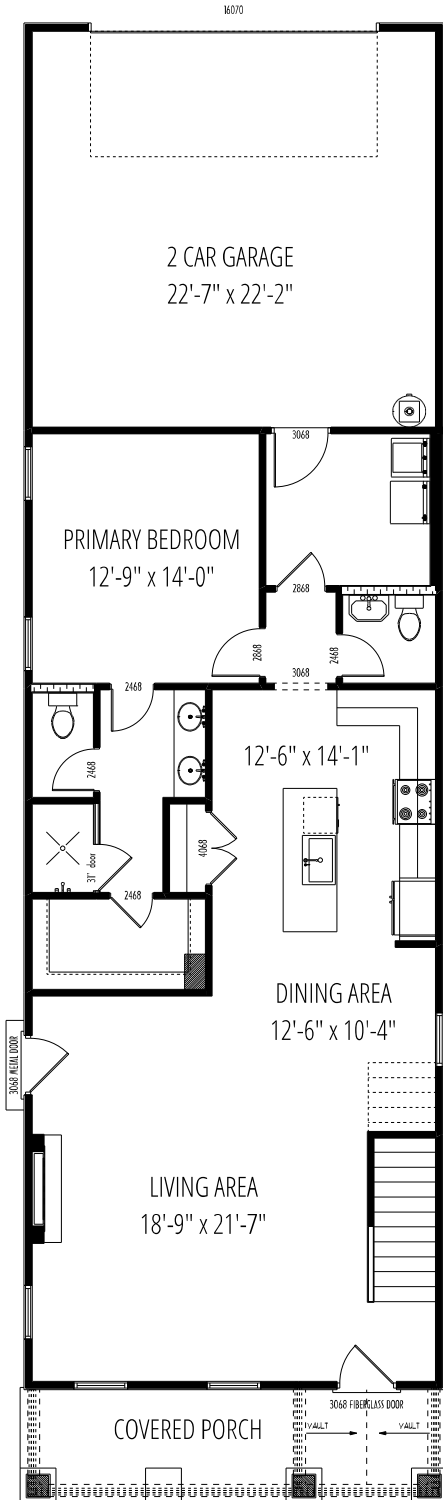 16070
2 CAR GARAGE
22'-7" x 22'-2"
3068
PRIMARY BEDROOM
12'-9" x 14'-0"
2868
2868
2468
3068
2468
12'-6" x 14'-1"
2468
4068
31" door
2468
DINING AREA
12'-6" x 10'-4"
3068 METAL DOOR
LIVING AREA
18'-9" x 21'-7"
3068 FIBERGLASS DOOR
COVERED PORCH
VAULT
VAULT